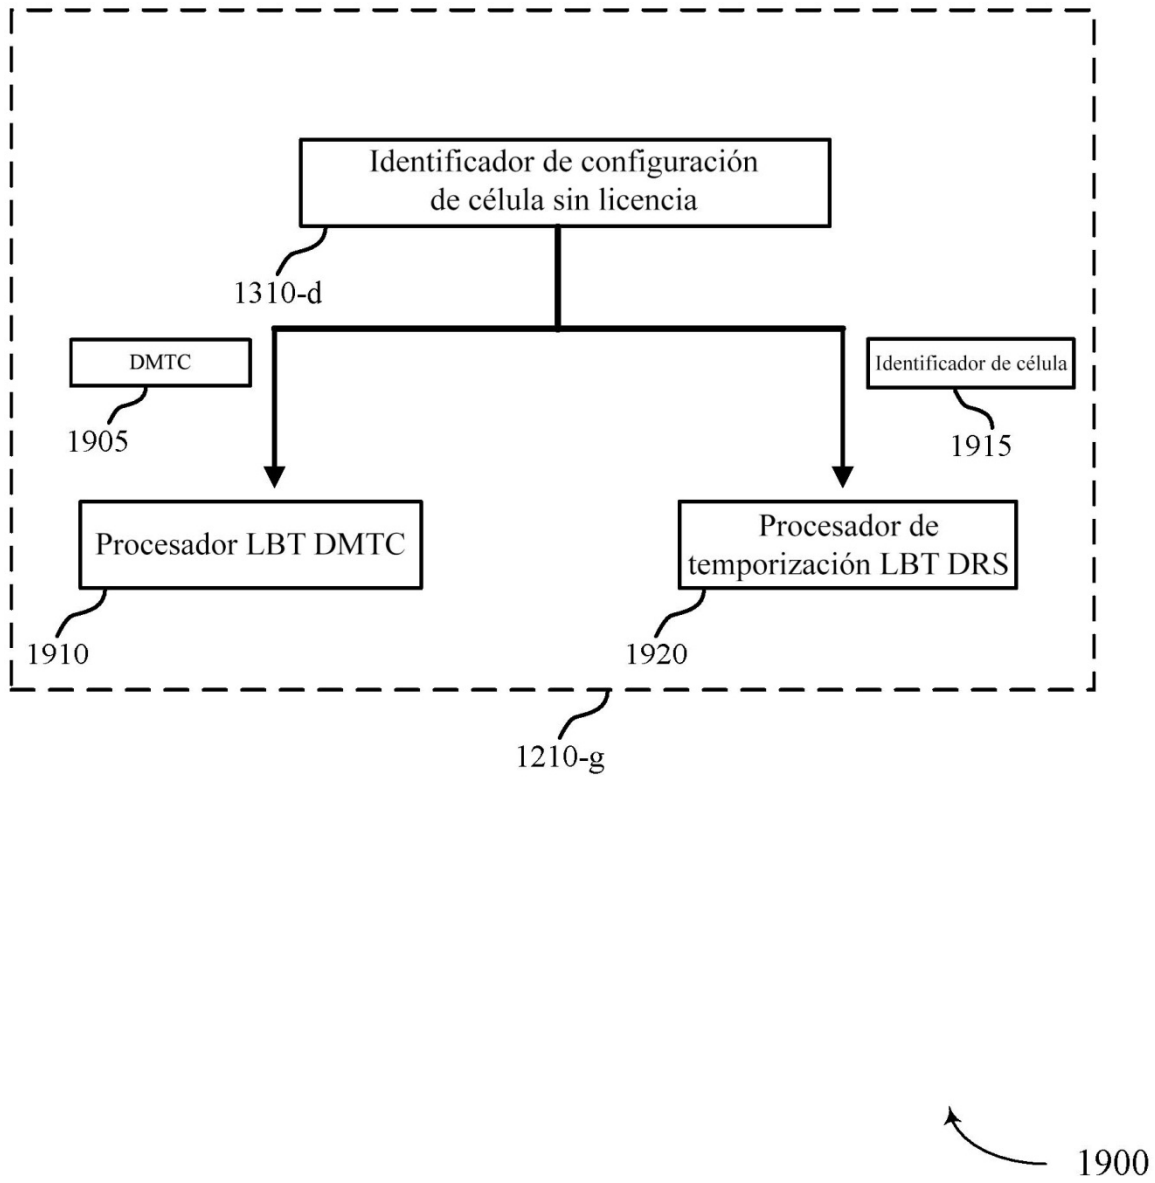 Identificador de configuración
de célula sin licencia
1310-d
DMTC
Identificador de célula
1905
1915
Procesador LBT DMTC
Procesador de
temporización LBT DRS
1910
1920
1210-g
1900